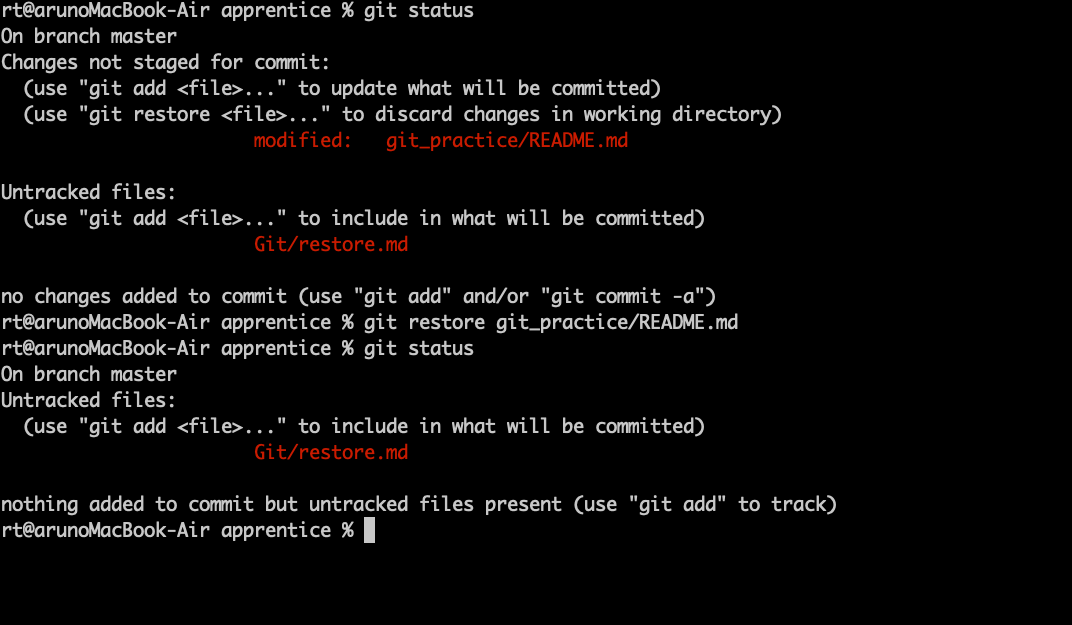 rt@arunoMacBook-Air apprentice % git status
On branch master
Changes not staged for commit:
  (use "git add <file>..." to update what will be committed)
  (use "git restore <file>..." to discard changes in working directory)
                       modified:   git_practice/README.md

Untracked files:
  (use "git add <file>..." to include in what will be committed)
                       Git/restore.md

no changes added to commit (use "git add" and/or "git commit -a")
rt@arunoMacBook-Air apprentice % git restore git_practice/README.md
rt@arunoMacBook-Air apprentice % git status
On branch master
Untracked files:
  (use "git add <file>..." to include in what will be committed)
                       Git/restore.md

nothing added to commit but untracked files present (use "git add" to track)
rt@arunoMacBook-Air apprentice %